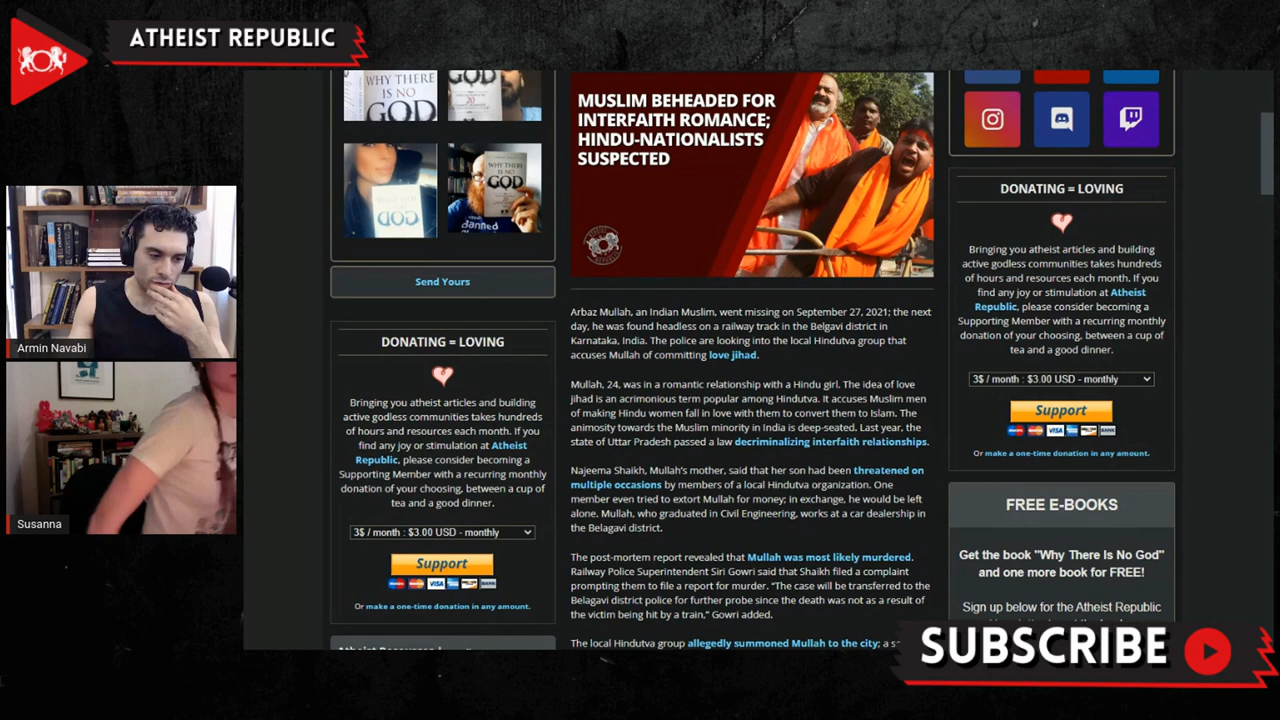 ATHEIST REPUBLIC
WHY THERE
IS NO
GOD
GOD
WHY THERE
IS NO
GOD
Banned
Send Yours
DONATING = LOVING
Bringing you atheist articles and building
active godless communities takes hundreds
of hours and resources each month. If you
find any joy or stimulation at Atheist
Republic, please consider becoming a
Supporting Member with a recurring monthly
donation of your choosing, between a cup of
tea and a good dinner.
3$ / month : $3.00 USD - monthly
Support
VISA
BANK
Or make a one-time donation in any amount.
MUSLIM BEHEADED FOR
INTERFAITH ROMANCE;
HINDU-NATIONALISTS
SUSPECTED
Arbaz Mullah, an Indian Muslim, went missing on September 27, 2021; the next
day, he was found headless on a railway track in the Belgavi district in
Karnataka, India. The police are looking into the local Hindutva group that
accuses Mullah of committing love jihad.
Mullah, 24, was in a romantic relationship with a Hindu girl. The idea of love
jihad is an acrimonious term popular among Hindutva. It accuses Muslim men
of making Hindu women fall in love with them to convert them to Islam. The
animosity towards the Muslim minority in India is deep-seated. Last year, the
state of Uttar Pradesh passed a law decriminalizing interfaith relationships.
Najeema Shaikh, Mullah's mother, said that her son had been threatened on
multiple occasions by members of a local Hindutva organization. One
member even tried to extort Mullah for money; in exchange, he would be left
alone. Mullah, who graduated in Civil Engineering, works at a car dealership in
the Belagavi district.
The post-mortem report revealed that Mullah was most likely murdered.
Railway Police Superintendent Siri Gowri said that Shaikh filed a complaint
prompting them to file a report for murder. "The case will be transferred to the
Belagavi district police for further probe since the death was not as a result of
the victim being hit by a train," Gowri added.
The local Hindutva group allegedly summoned Mullah to the city; a s
DONATING = LOVING
Bringing you atheist articles and building
active godless communities takes hundreds
of hours and resources each month. If you
find any joy or stimulation at Atheist
Republic, please consider becoming a
Supporting Member with a recurring monthly
donation of your choosing, between a cup of
tea and a good dinner.
3$ / month : $3.00 USD - monthly
Support
VISA
BANK
Or make a one-time donation in any amount.
FREE E-BOOKS
Get the book "Why There Is No God"
and one more book for FREE!
Sign up below for the Atheist Republic
Armin Navabi
Susanna
SUBSCRIBE